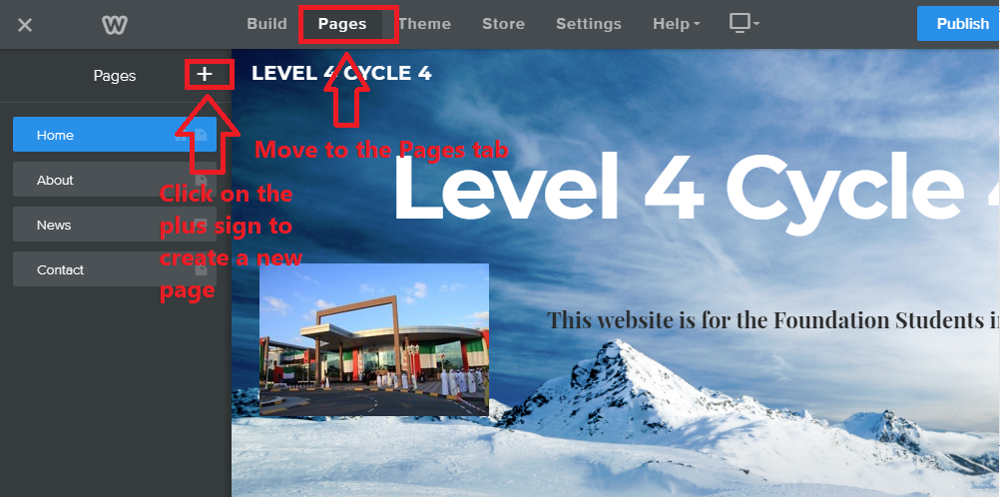 Build Pages Theme Store Settings Help Publish
Pages +
LEVEL 4 CYCLE 4
Home
Move to the Pages tab
Level 4 Cycle 4
About
Click on the
plus sign to
create a new
page
News
Contact
This website is for the Foundation Students